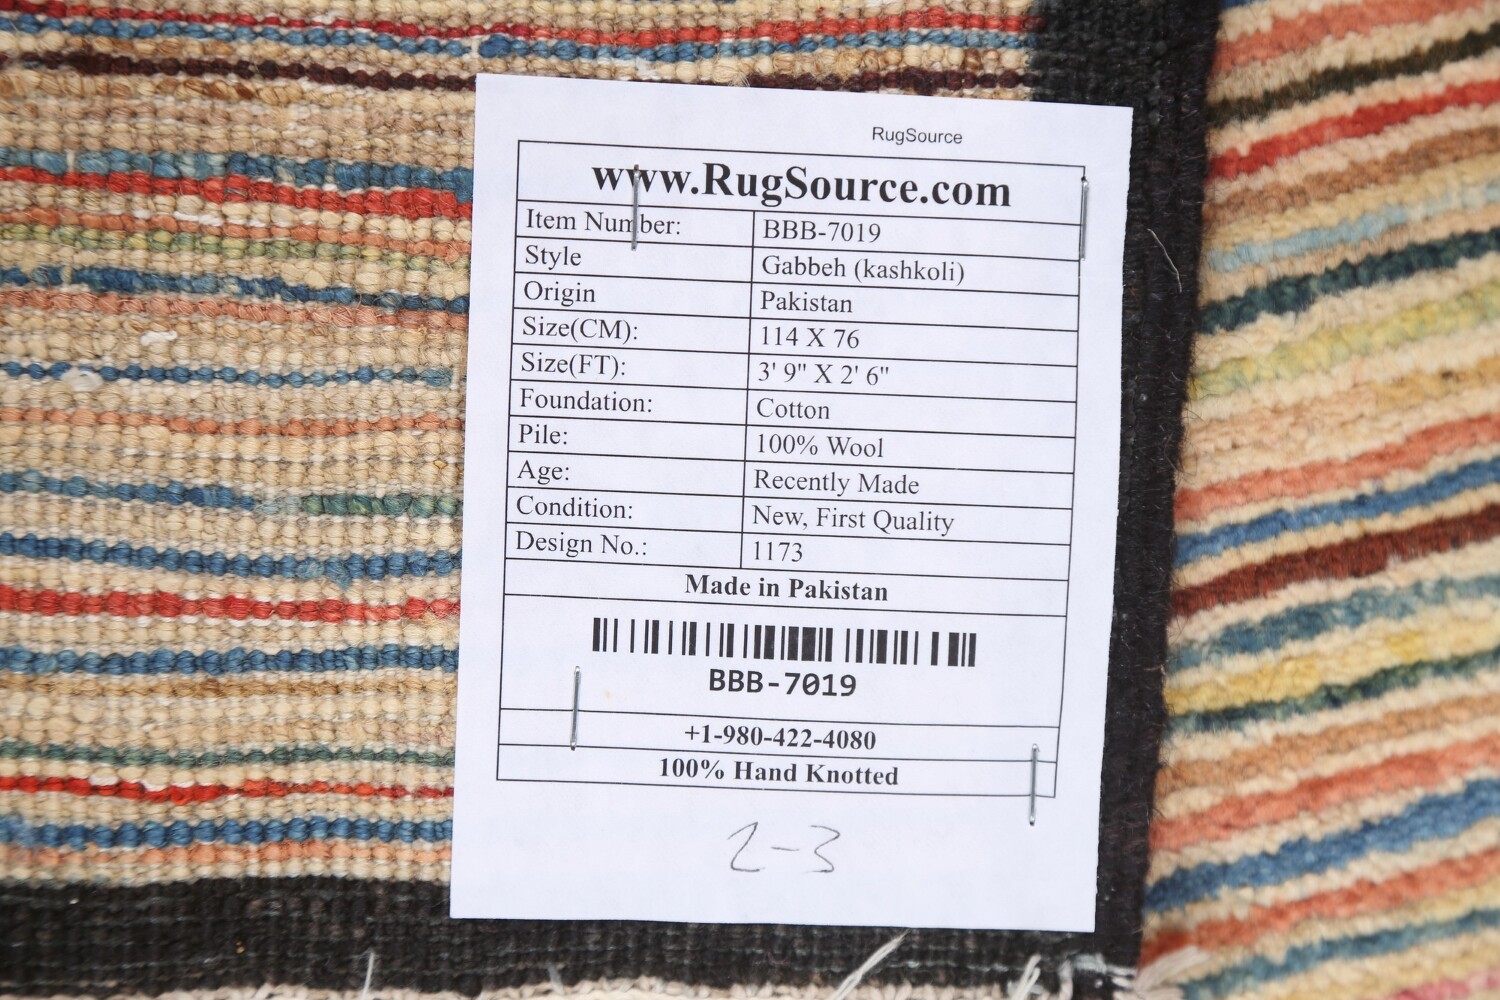 RugSource
www.RugSource.com
Item Number: BBB-7019
Style Gabbeh (kashkoli)
Origin Pakistan
Size(CM): 114 X 76
Size(FT): 3' 9" X 2' 6"
Foundation: Cotton
Pile: 100% Wool
Age: Recently Made
Condition: New, First Quality
Design No.: 1173
Made in Pakistan
BBB-7019
+1-980-422-4080
100% Hand Knotted
2-3